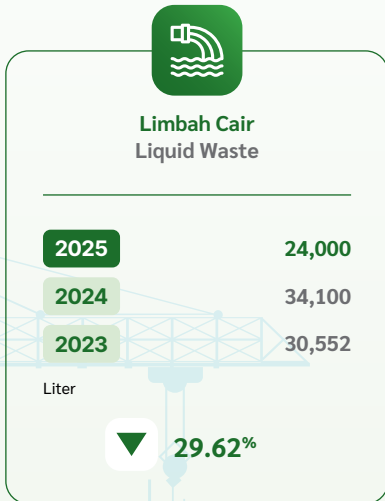 Limbah Cair
Liquid Waste
2025 24,000
2024 34,100
2023 30,552
Liter
29.62%